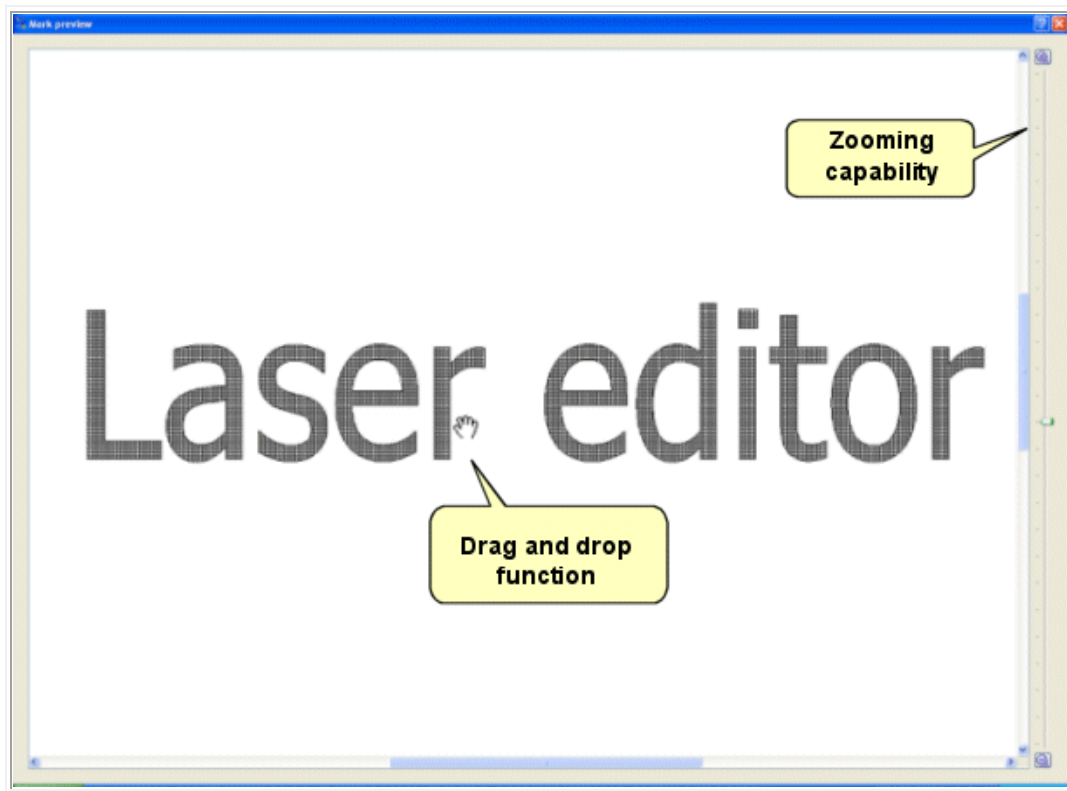 Mark preview
Zooming
capability
Laser editor
Drag and drop
function